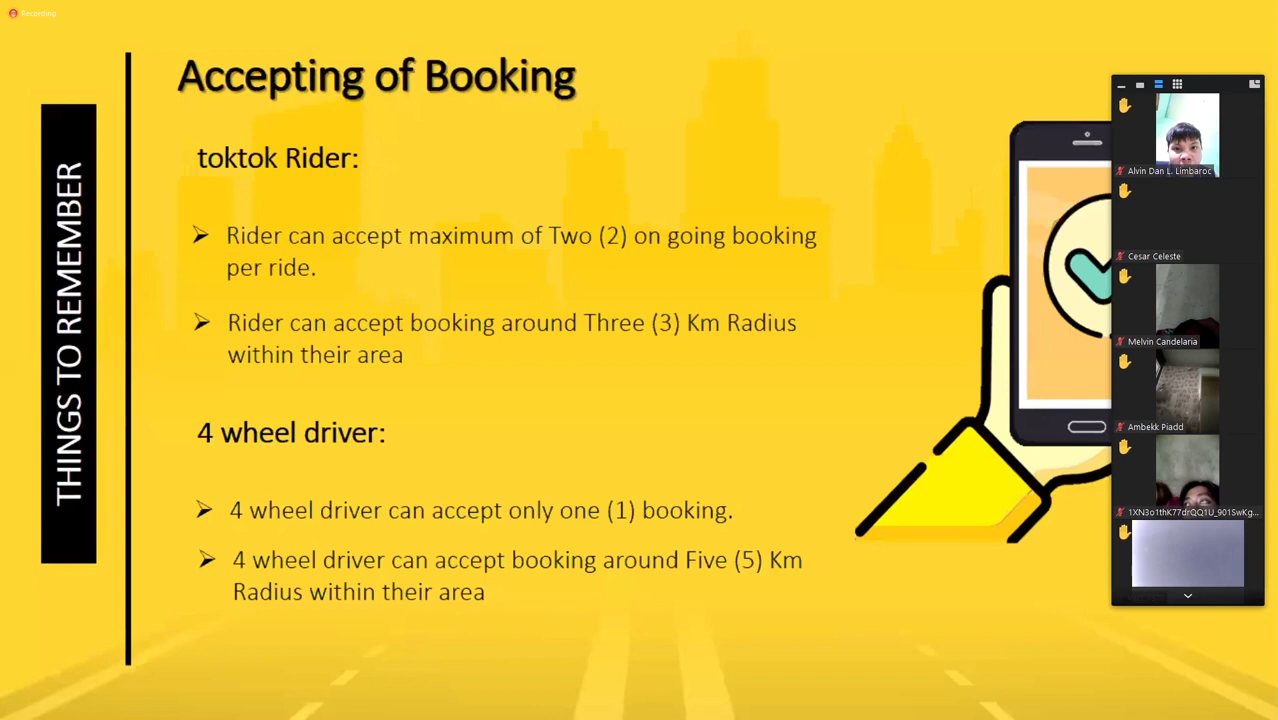 Recording
Accepting of Booking
THINGS TO REMEMBER
toktok Rider:
Rider can accept maximum of Two (2) on going booking
per ride.
Rider can accept booking around Three (3) Km Radius
within their area
4 wheel driver:
4 wheel driver can accept only one (1) booking.
4 wheel driver can accept booking around Five (5) Km
Radius within their area
Alvin Dan L. Limbaroc
Cesar Celeste
Melvin Candelaria
Ambekk Piadd
1XN3o1thK77drQQ1U_901SwKg...